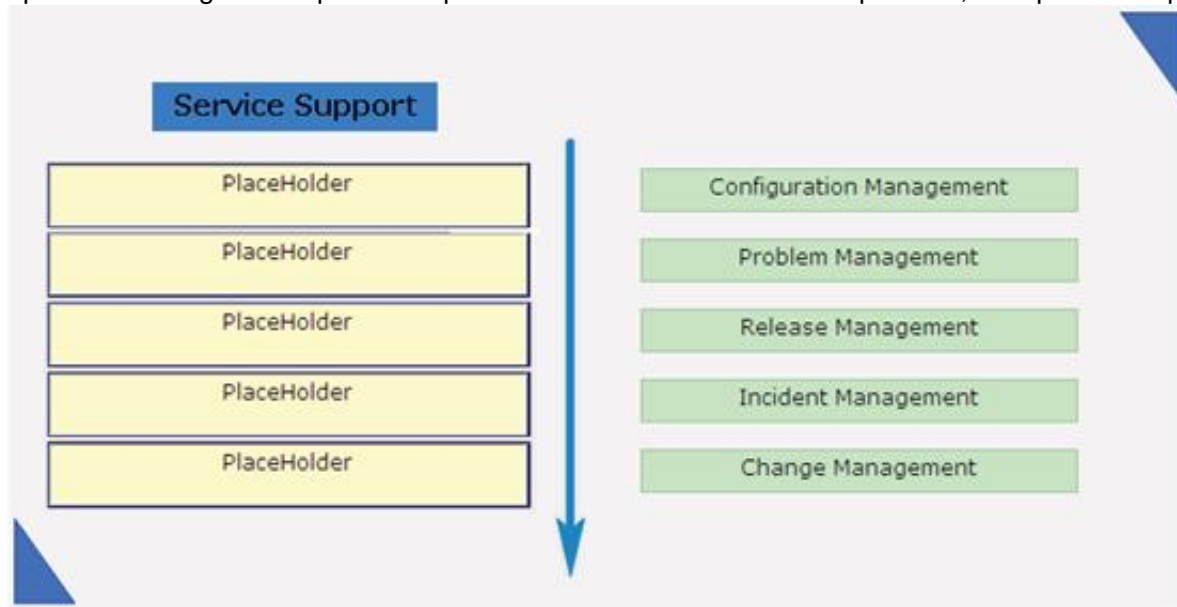 Service Support
PlaceHolder
PlaceHolder
PlaceHolder
PlaceHolder
PlaceHolder
Configuration Management
Problem Management
Release Management
Incident Management
Change Management